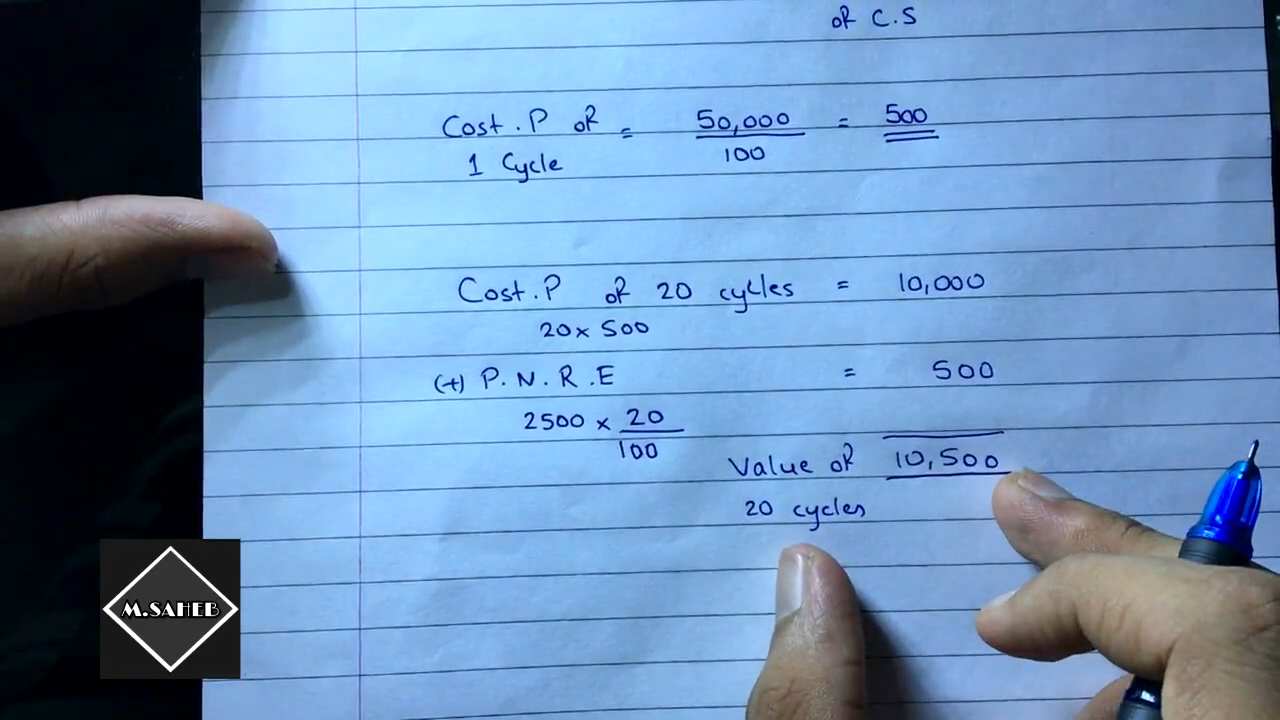 of C.S
Cost.P of = 50,000 = 500
1 Cycle 100
Cost.P of 20 cycles = 10,000
20 x 500
(+) P.N.R.E = 500
2500 x 20
100
Value of 10,500
20 cycles
M.SAHEB